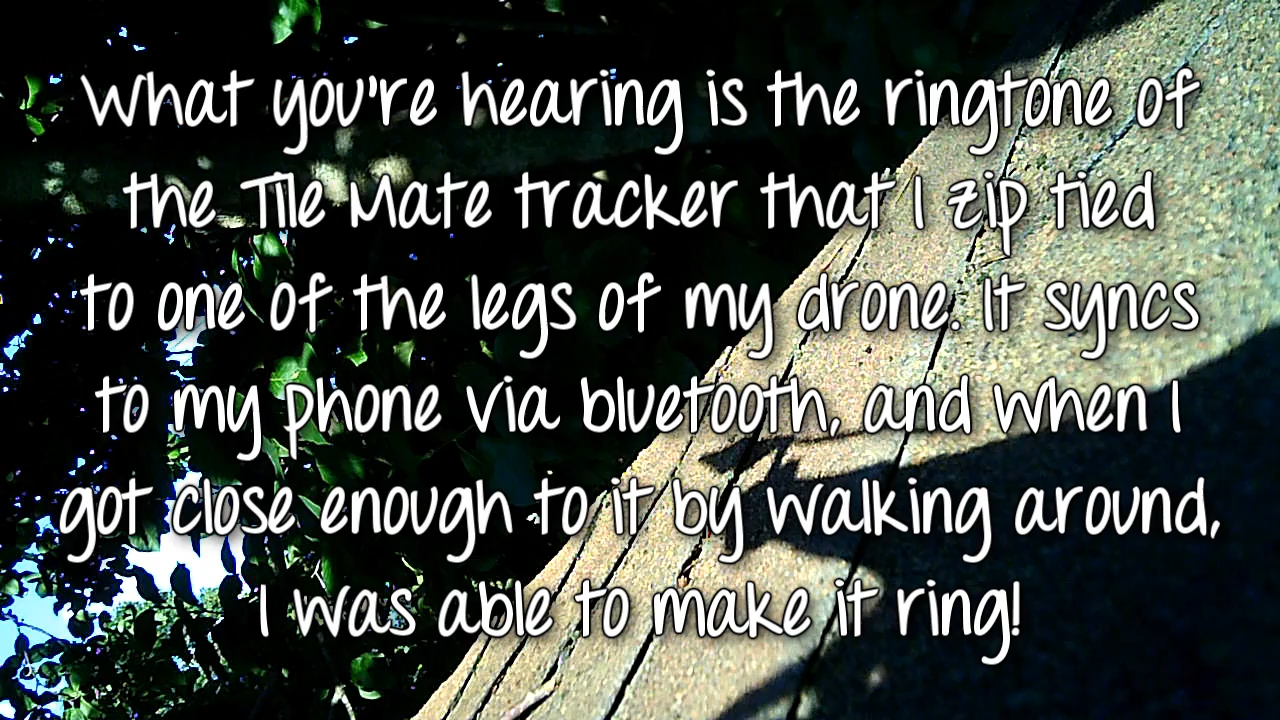 What you're hearing is the ringtone of
the Tile Mate tracker that I zip tied
to one of the legs of my drone. It syncs
to my phone via bluetooth, and when I
got close enough to it by walking around,
I was able to make it ring!